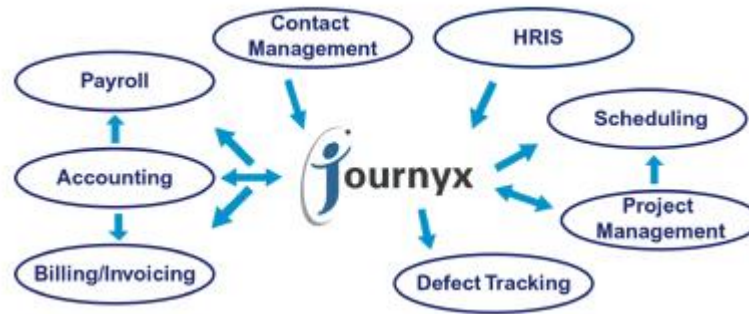 Contact
Management
HRIS
Payroll
Scheduling
Accounting
Journyx
Project
Management
Billing/Invoicing
Defect Tracking